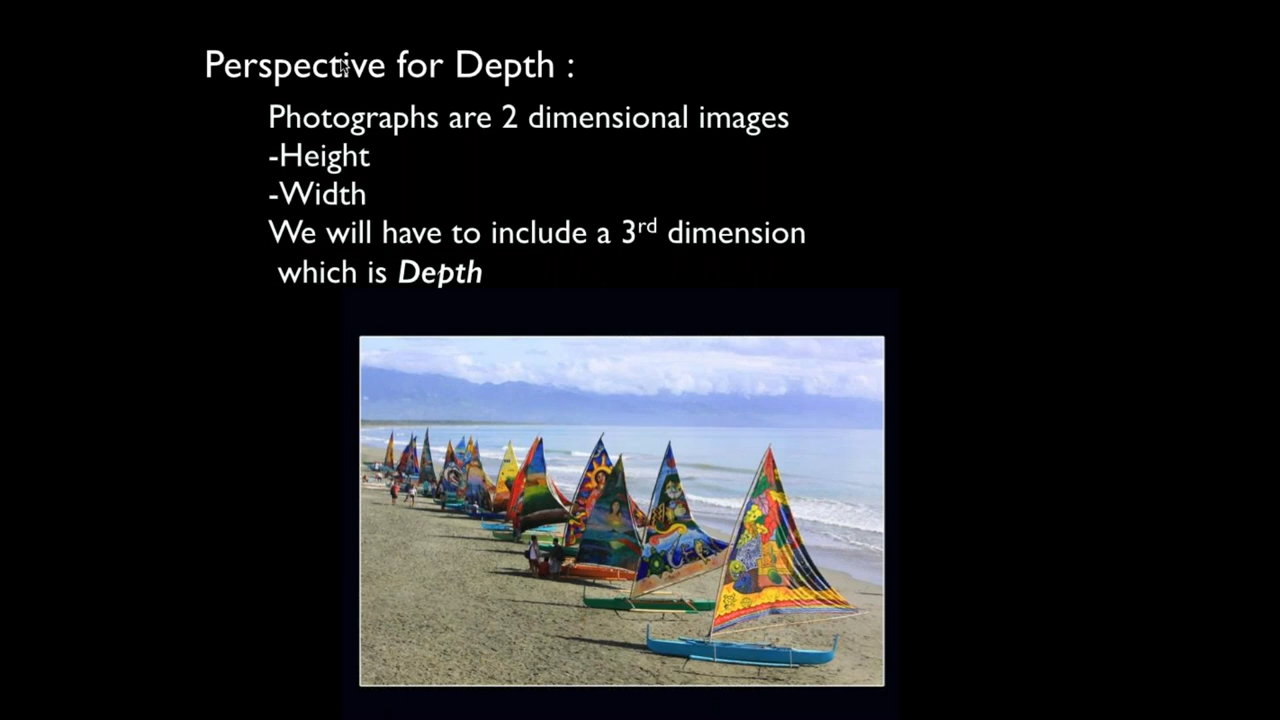 Perspective for Depth :
Photographs are 2 dimensional images
-Height
-Width
We will have to include a 3rd dimension
which is Depth